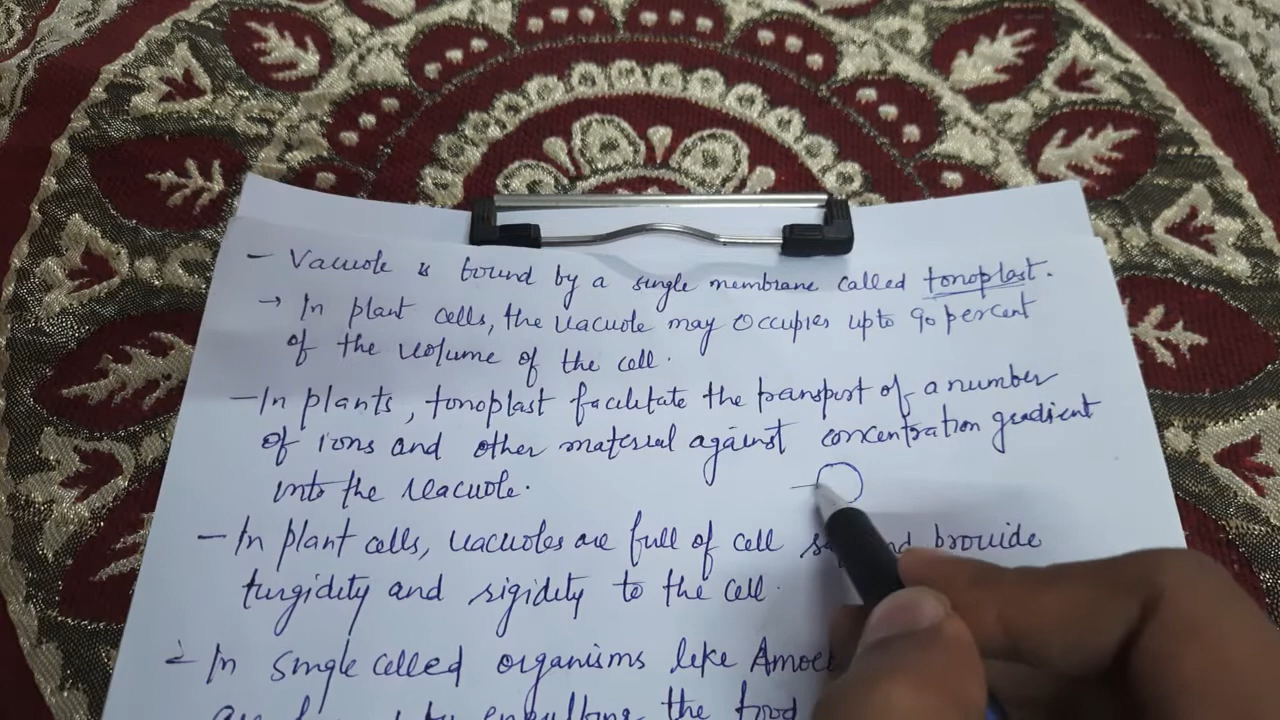 - Vacuole is bound by a single membrane called tonoplast.
→ In plant cells, the vacuole may occupies upto 90 percent
of the volume of the cell.
- In plants, tonoplast facilitate the transport of a number
of ions and other material against concentration gradient
into the vacuole.
- In plant cells, vacuoles are full of cell and provide
turgidity and rigidity to the cell.
- In single celled organisms like
engulfing the food